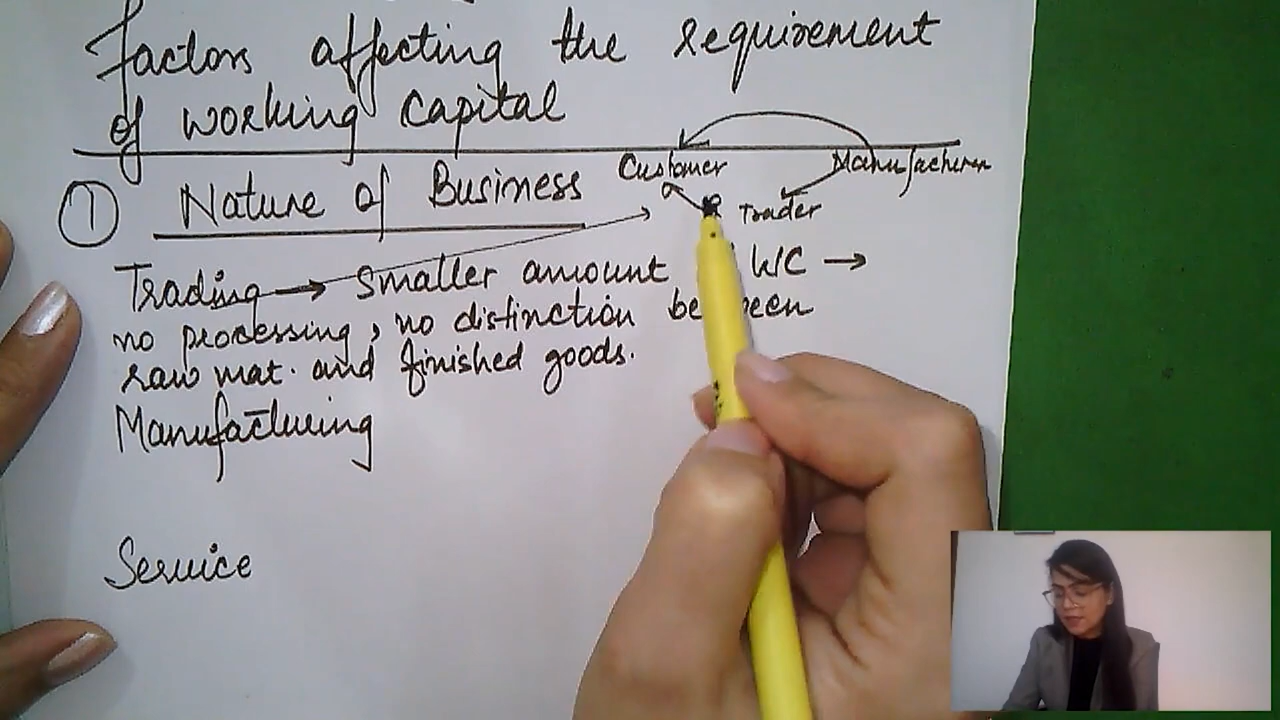 Factors affecting the requirement
of working capital
Customer Manufacturer
① Nature of Business
Trader
Trading → Smaller amount WC →
no processing, no distinction between
raw mat. and finished goods.
Manufacturing
Service